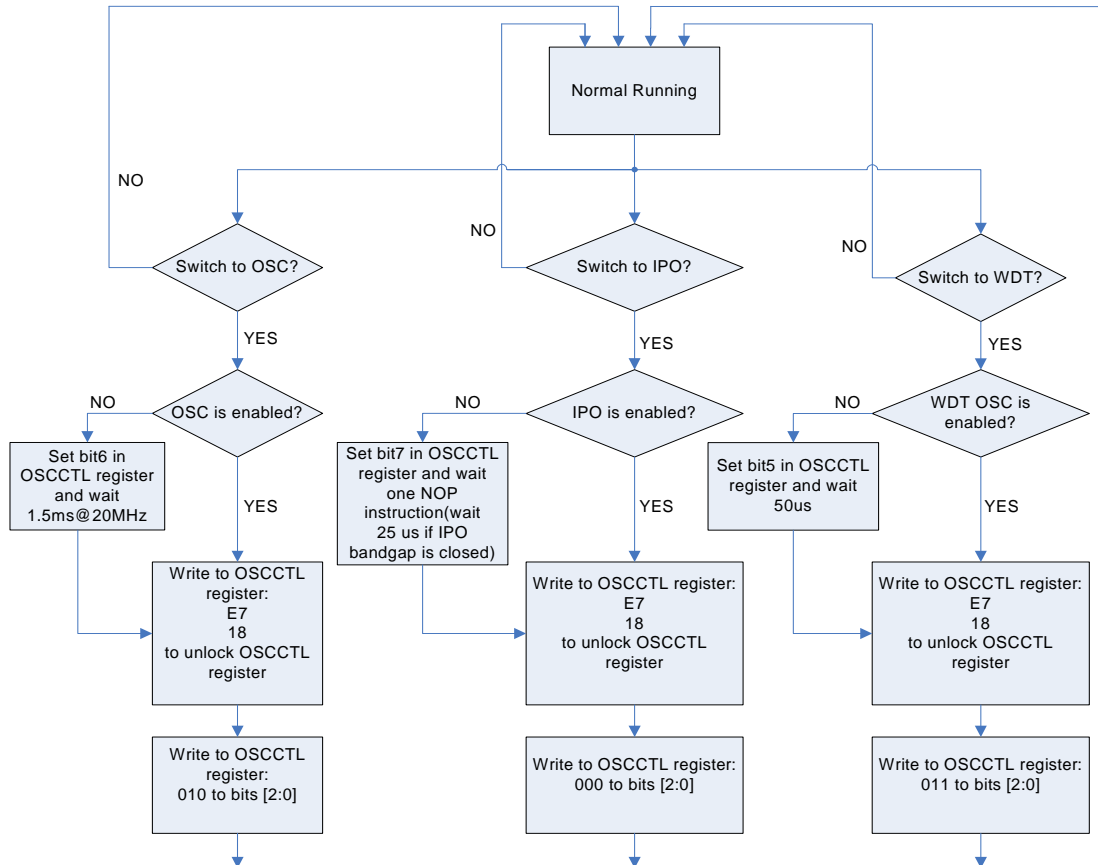 Normal Running
NO
NO
NO
Switch to OSC?
Switch to IPO?
Switch to WDT?
YES
YES
YES
OSC is enabled?
IPO is enabled?
WDT OSC is
enabled?
NO
NO
NO
Set bit6 in
OSCCTL register
and wait
1.5ms@20MHz
Set bit7 in OSCCTL
register and wait
one NOP
instruction(wait
25 us if IPO
bandgap is closed)
Set bit5 in OSCCTL
register and wait
50us
YES
YES
YES
Write to OSCCTL
register:
E7
18
to unlock OSCCTL
register
Write to OSCCTL register:
E7
18
to unlock OSCCTL
register
Write to OSCCTL register:
E7
18
to unlock OSCCTL
register
Write to OSCCTL
register:
010 to bits [2:0]
Write to OSCCTL register:
000 to bits [2:0]
Write to OSCCTL register:
011 to bits [2:0]